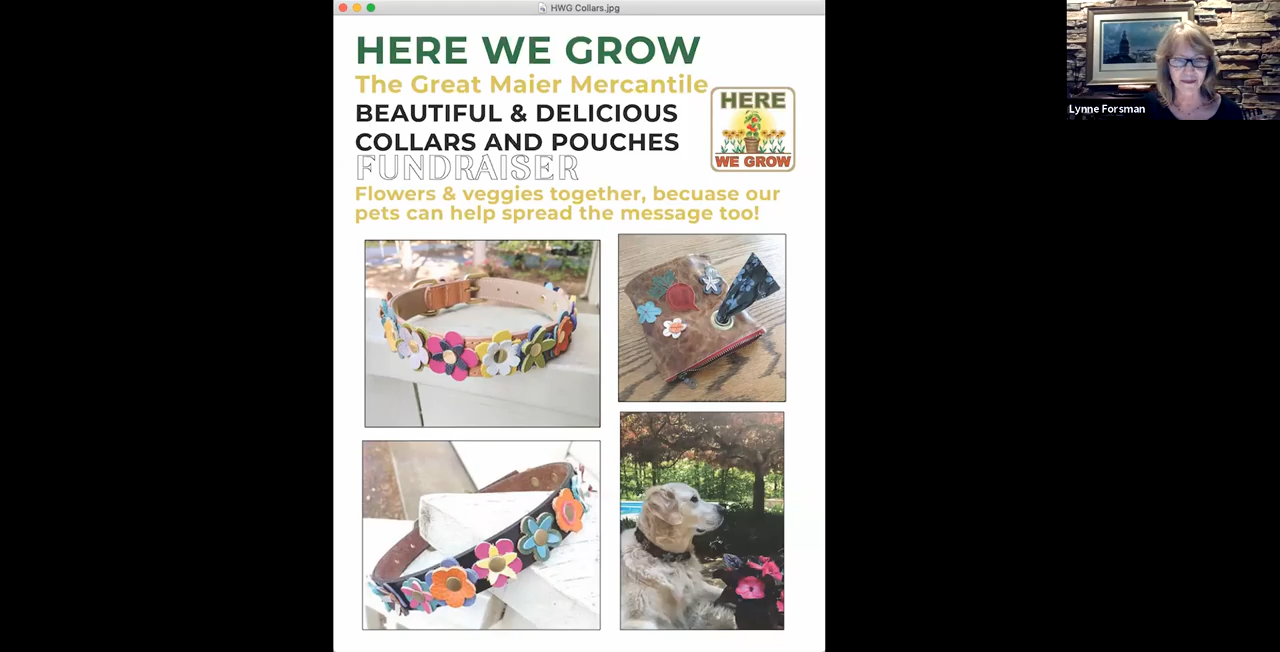 HWG Collars.jpg
HERE WE GROW
The Great Maier Mercantile
BEAUTIFUL & DELICIOUS
COLLARS AND POUCHES
FUNDRAISER
Flowers & veggies together, becuase our
pets can help spread the message too!
HERE
WE GROW
Lynne Forsman